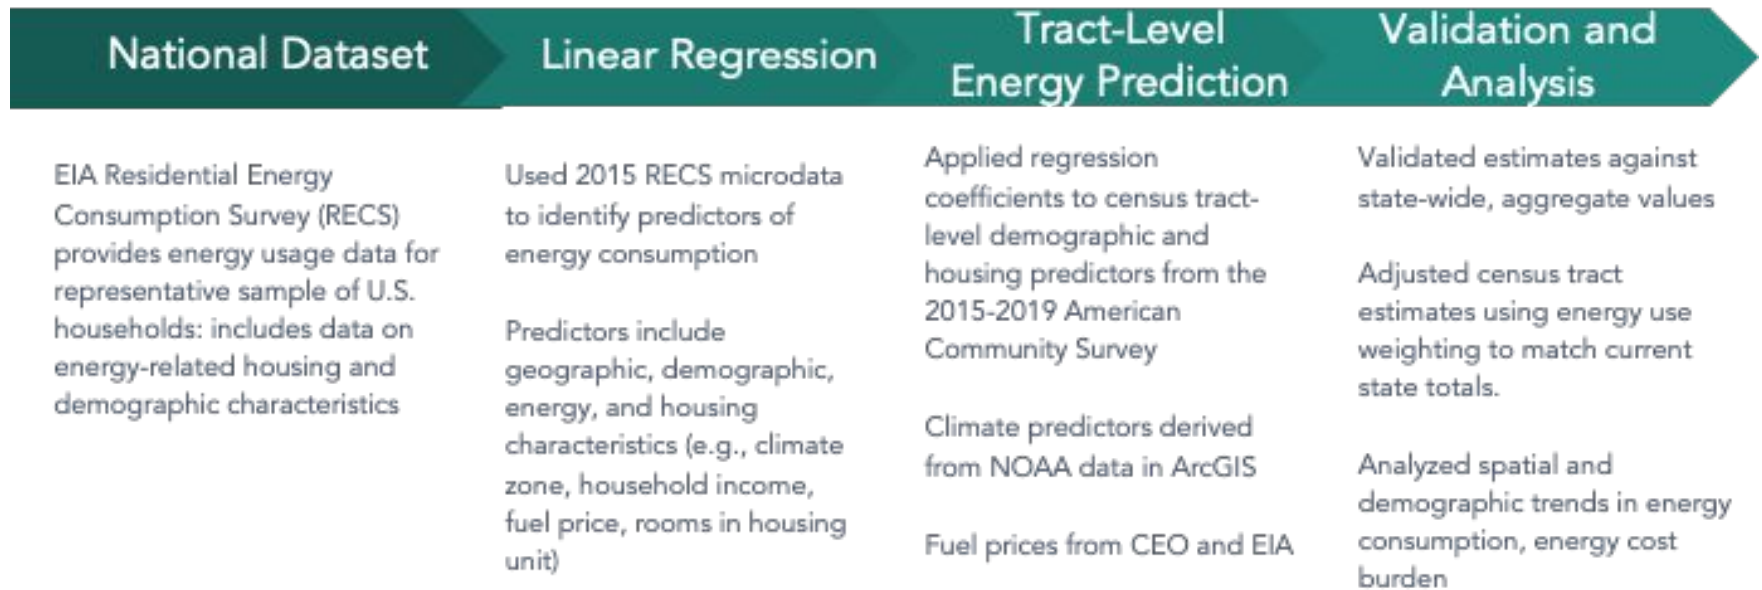 National Dataset
Linear Regression
Tract-Level
Energy Prediction
Validation and
Analysis
EIA Residential Energy
Consumption Survey (RECS)
provides energy usage data for
representative sample of U.S.
households: includes data on
energy-related housing and
demographic characteristics
Used 2015 RECS microdata
to identify predictors of
energy consumption
Predictors include
geographic, demographic,
energy, and housing
characteristics (e.g., climate
zone, household income,
fuel price, rooms in housing
unit)
Applied regression
coefficients to census tract-
level demographic and
housing predictors from the
2015-2019 American
Community Survey
Climate predictors derived
from NOAA data in ArcGIS
Fuel prices from CEO and EIA
Validated estimates against
state-wide, aggregate values
Adjusted census tract
estimates using energy use
weighting to match current
state totals.
Analyzed spatial and
demographic trends in energy
consumption, energy cost
burden